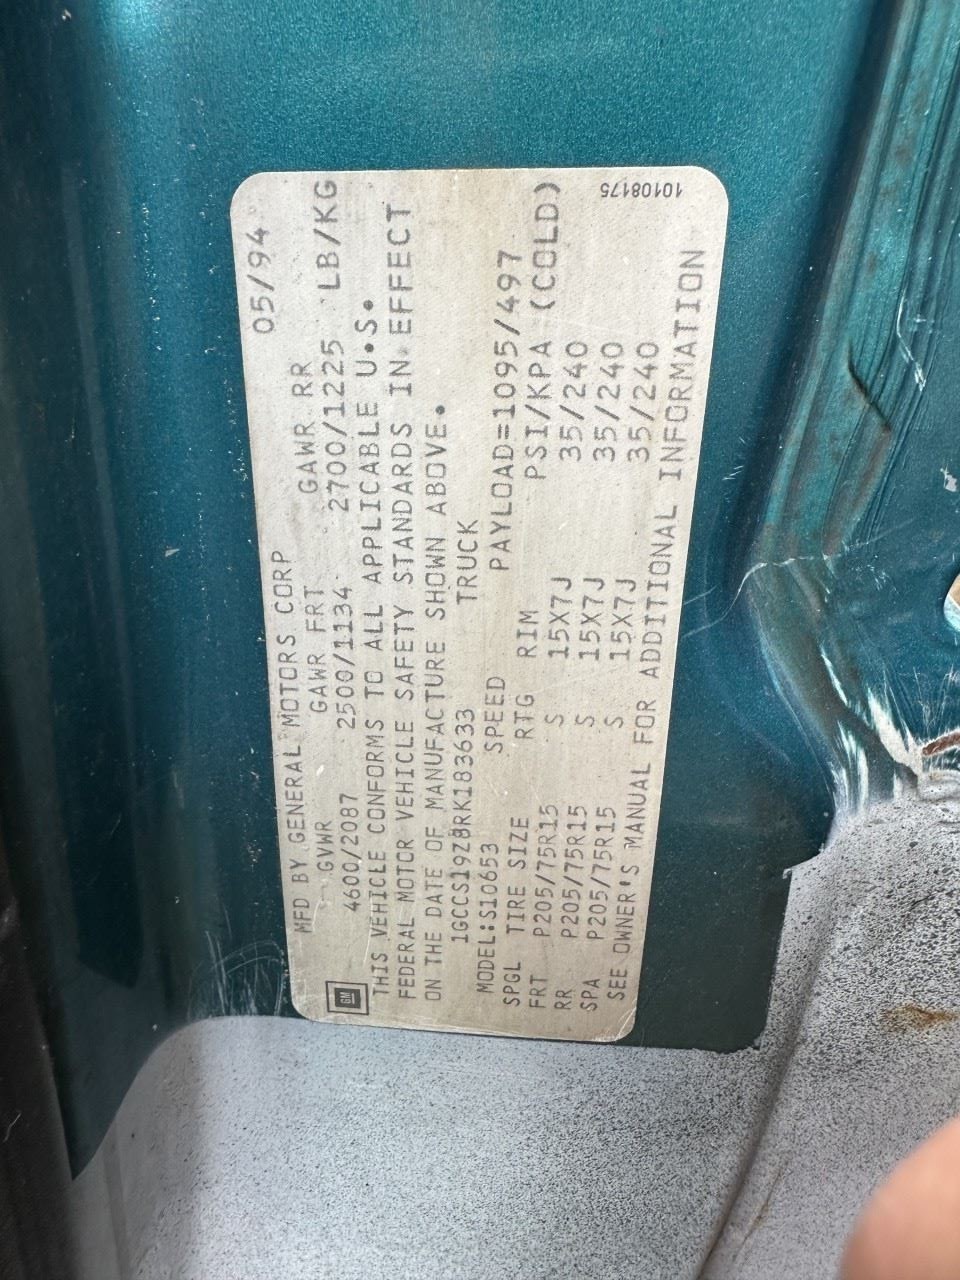 MFD BY GENERAL MOTORS CORP 05/94
GVWR GAWR FRT GAWR RR
GM 4600/2087 2500/1134 2700/1225 LB/KG
THIS VEHICLE CONFORMS TO ALL APPLICABLE U.S.
FEDERAL MOTOR VEHICLE SAFETY STANDARDS IN EFFECT
ON THE DATE OF MANUFACTURE SHOWN ABOVE.
1GCCS19Z8RK183633 TRUCK
MODEL:S10653 SPEED PAYLOAD=1095/497
SPGL TIRE SIZE RTG RIM PSI/KPA (COLD)
FRT P205/75R15 S 15X7J 35/240
RR P205/75R15 S 15X7J 35/240
SPA P205/75R15 S 15X7J 35/240
SEE OWNER'S MANUAL FOR ADDITIONAL INFORMATION
10108175